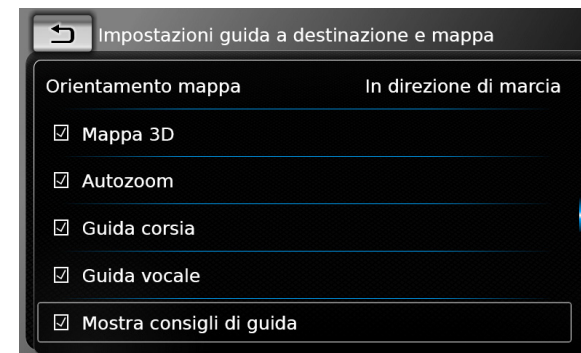 Impostazioni guida a destinazione e mappa
Orientamento mappa In direzione di marcia
Mappa 3D
Autozoom
Guida corsia
Guida vocale
Mostra consigli di guida